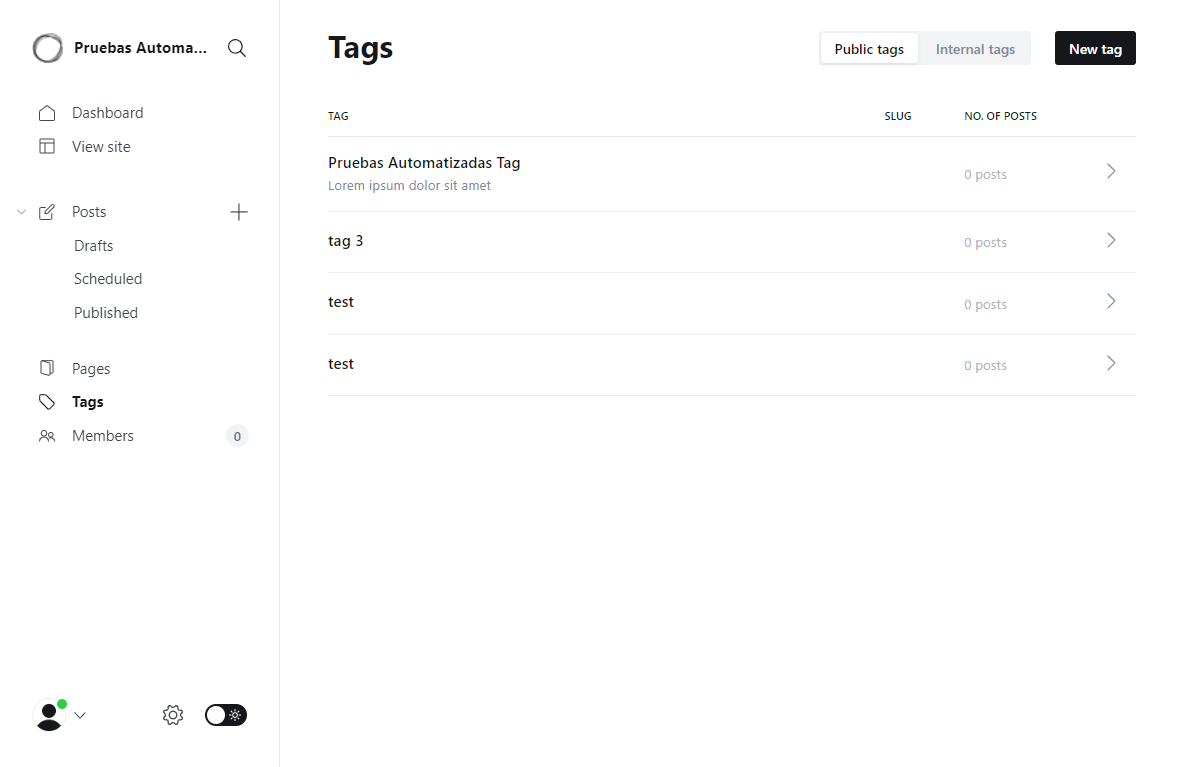 Pruebas Automa...
Dashboard
View site
Posts
Drafts
Scheduled
Published
Pages
Tags
Members 0
Tags
Public tags Internal tags New tag
TAG SLUG NO. OF POSTS
Pruebas Automatizadas Tag
Lorem ipsum dolor sit amet
0 posts
tag 3 0 posts
test 0 posts
test 0 posts